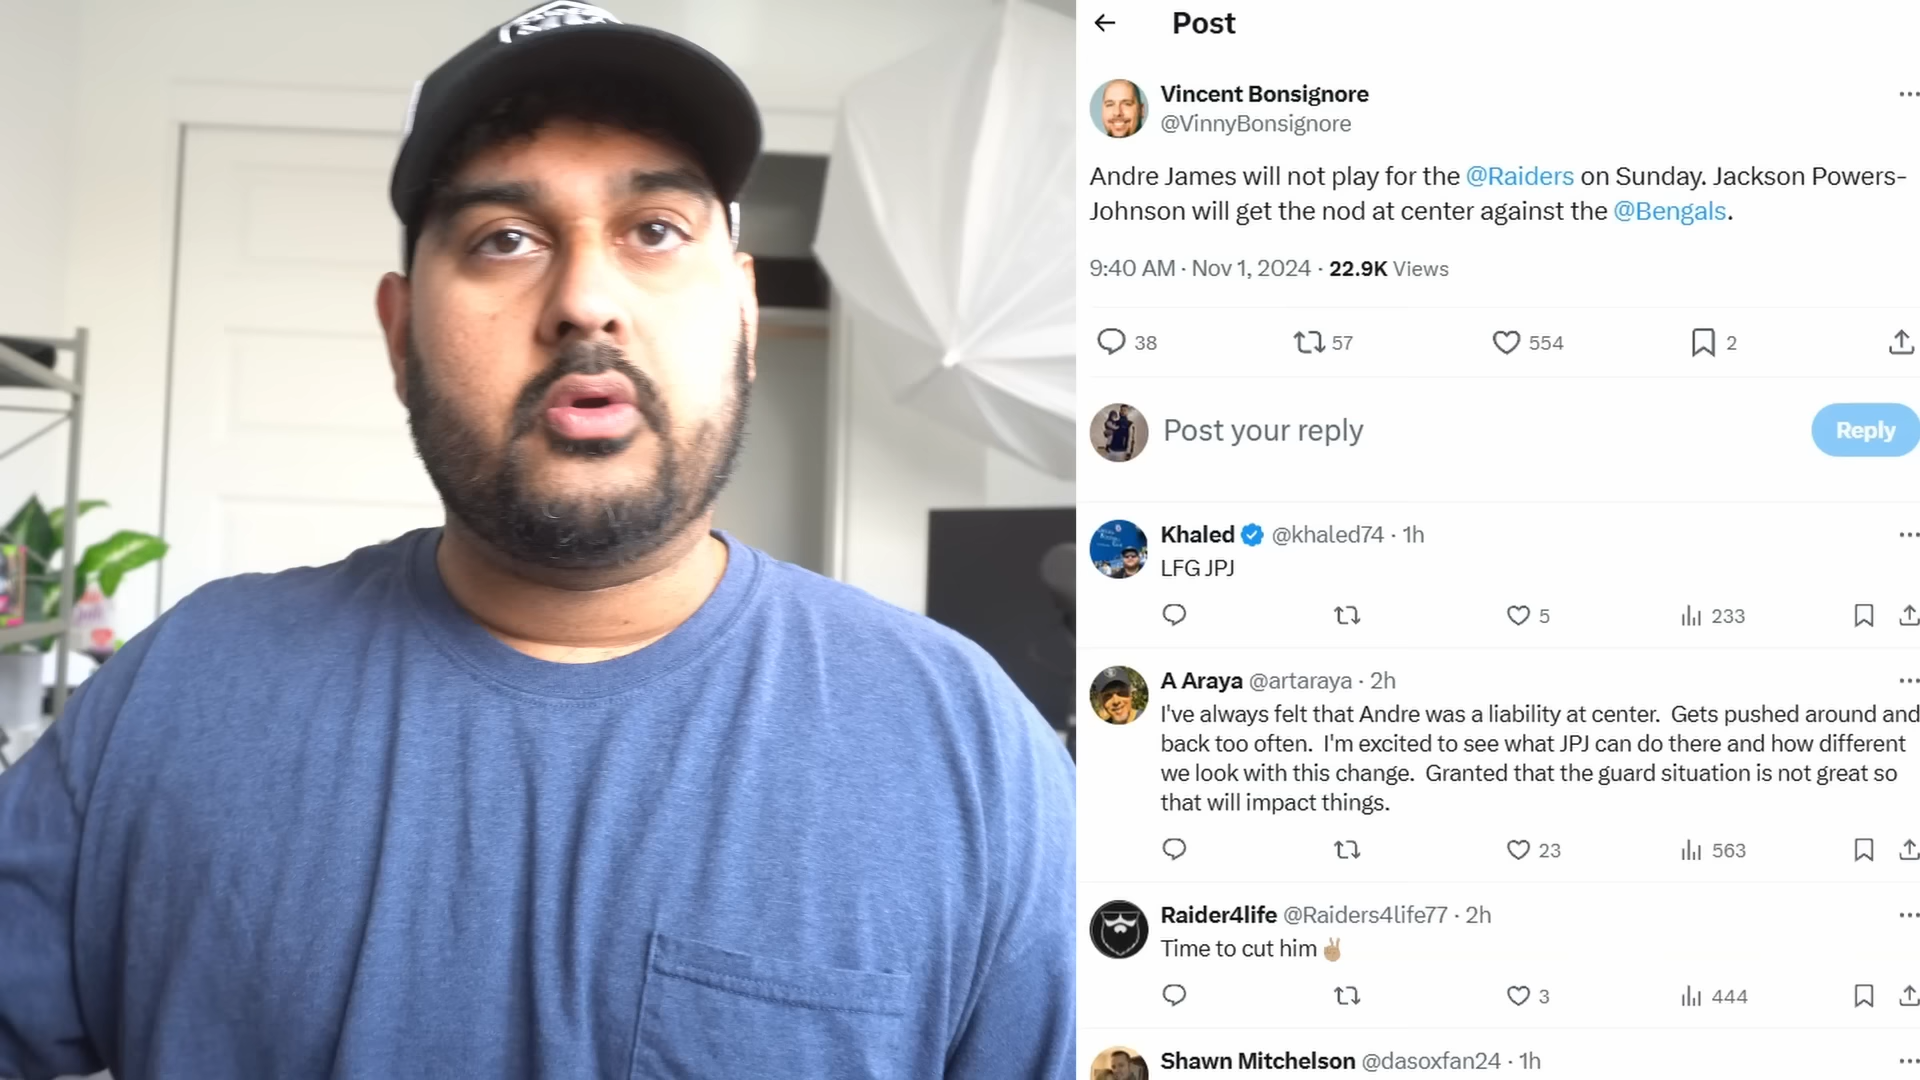 Post
Vincent Bonsignore
@VinnyBonsignore
Andre James will not play for the @Raiders on Sunday. Jackson Powers-
Johnson will get the nod at center against the @Bengals.
9:40 AM · Nov 1, 2024 · 22.9K Views
38 57 554 2
Post your reply
Reply
Khaled @khaled74 · 1h
LFG JPJ
5 233
A Araya @artaraya · 2h
I've always felt that Andre was a liability at center. Gets pushed around and
back too often. I'm excited to see what JPJ can do there and how different
we look with this change. Granted that the guard situation is not great so
that will impact things.
23 563
Raider4life @Raiders4life77 · 2h
Time to cut him✌🏼
3 444
Shawn Mitchelson @dasoxfan24 · 1h